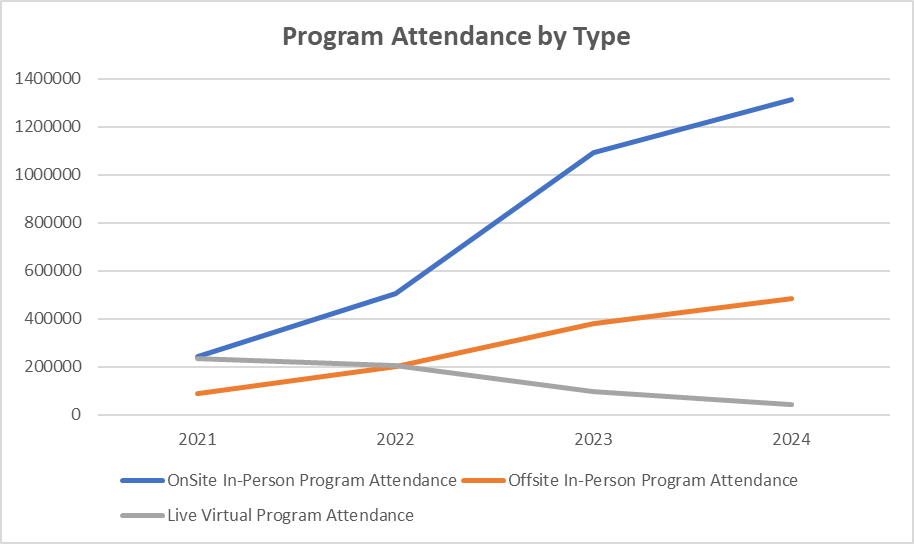 Program Attendance by Type
1400000
1200000
1000000
800000
600000
400000
200000
0
2021 2022 2023 2024
OnSite In-Person Program Attendance Offsite In-Person Program Attendance
Live Virtual Program Attendance